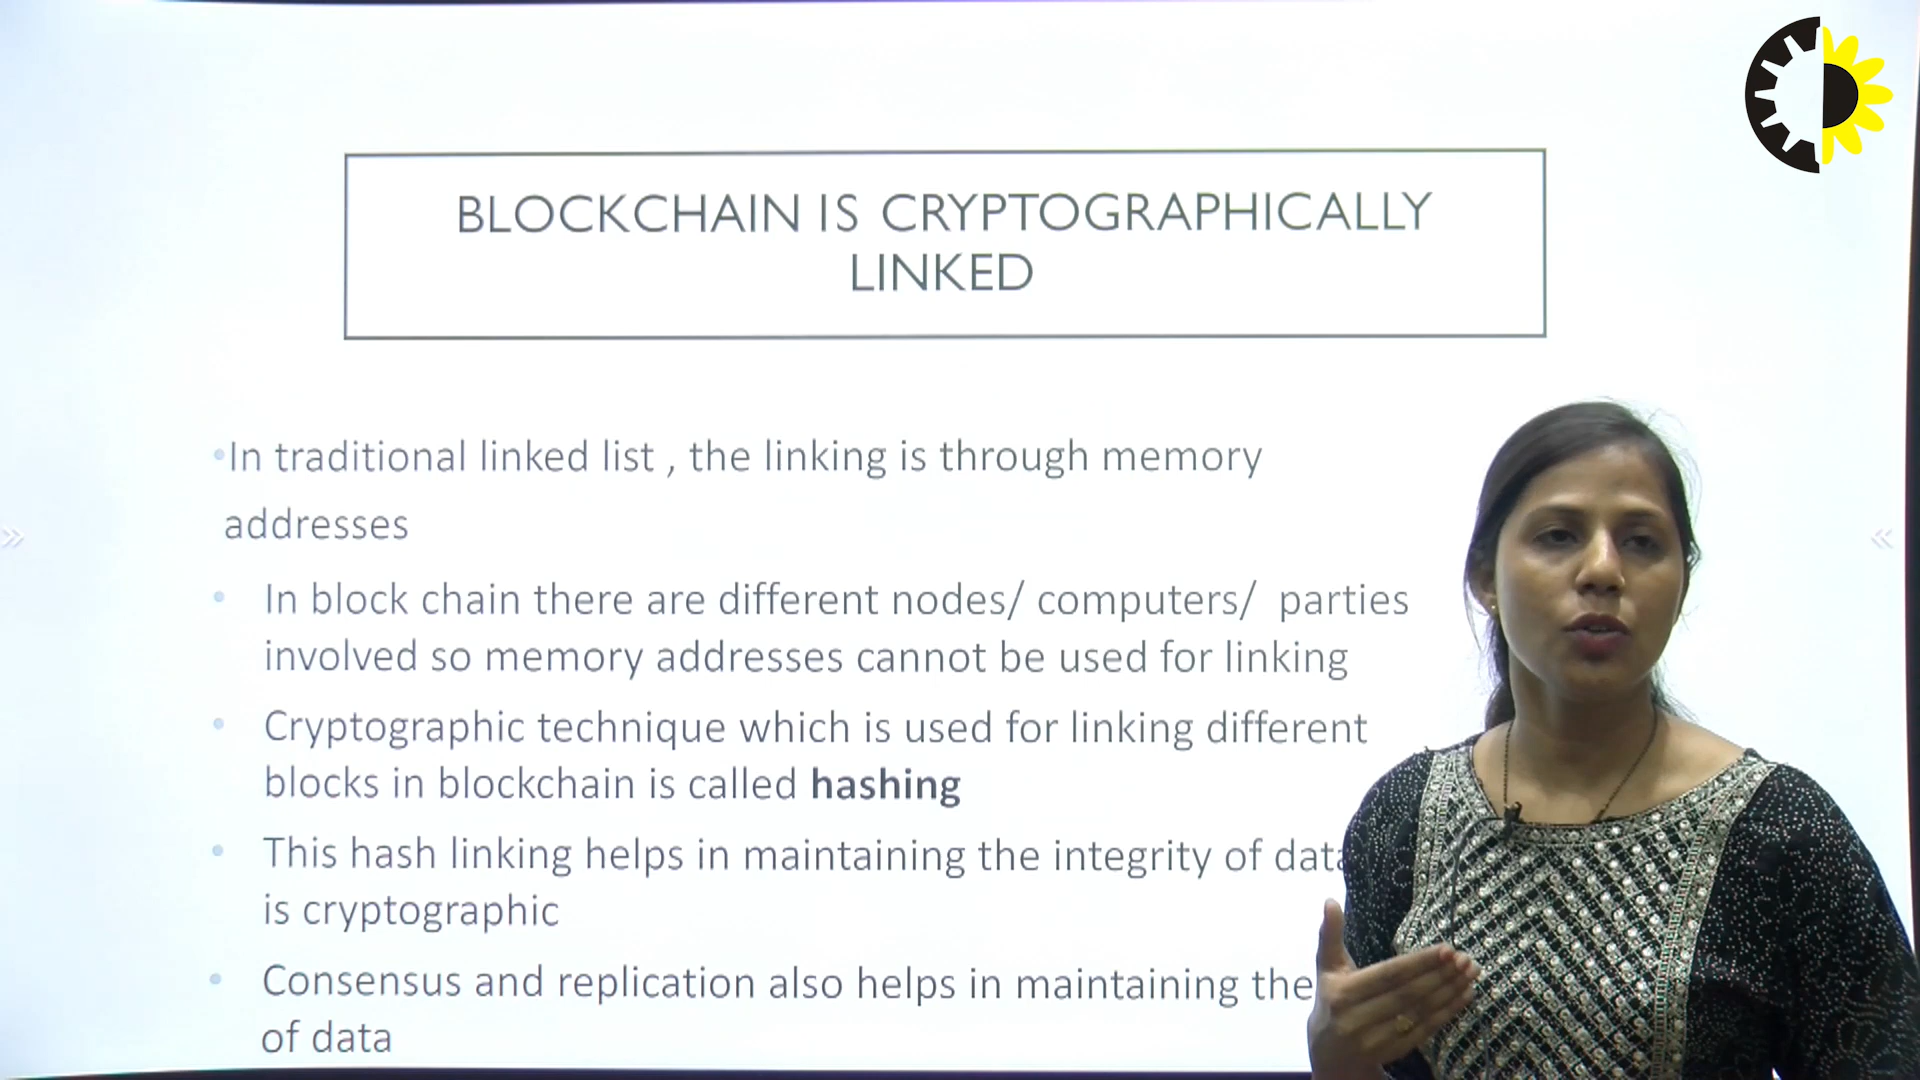 BLOCKCHAIN IS CRYPTOGRAPHICALLY
LINKED
•In traditional linked list , the linking is through memory
addresses
• In block chain there are different nodes/ computers/ parties
involved so memory addresses cannot be used for linking
• Cryptographic technique which is used for linking different
blocks in blockchain is called hashing
• This hash linking helps in maintaining the integrity of data
is cryptographic
• Consensus and replication also helps in maintaining the
of data